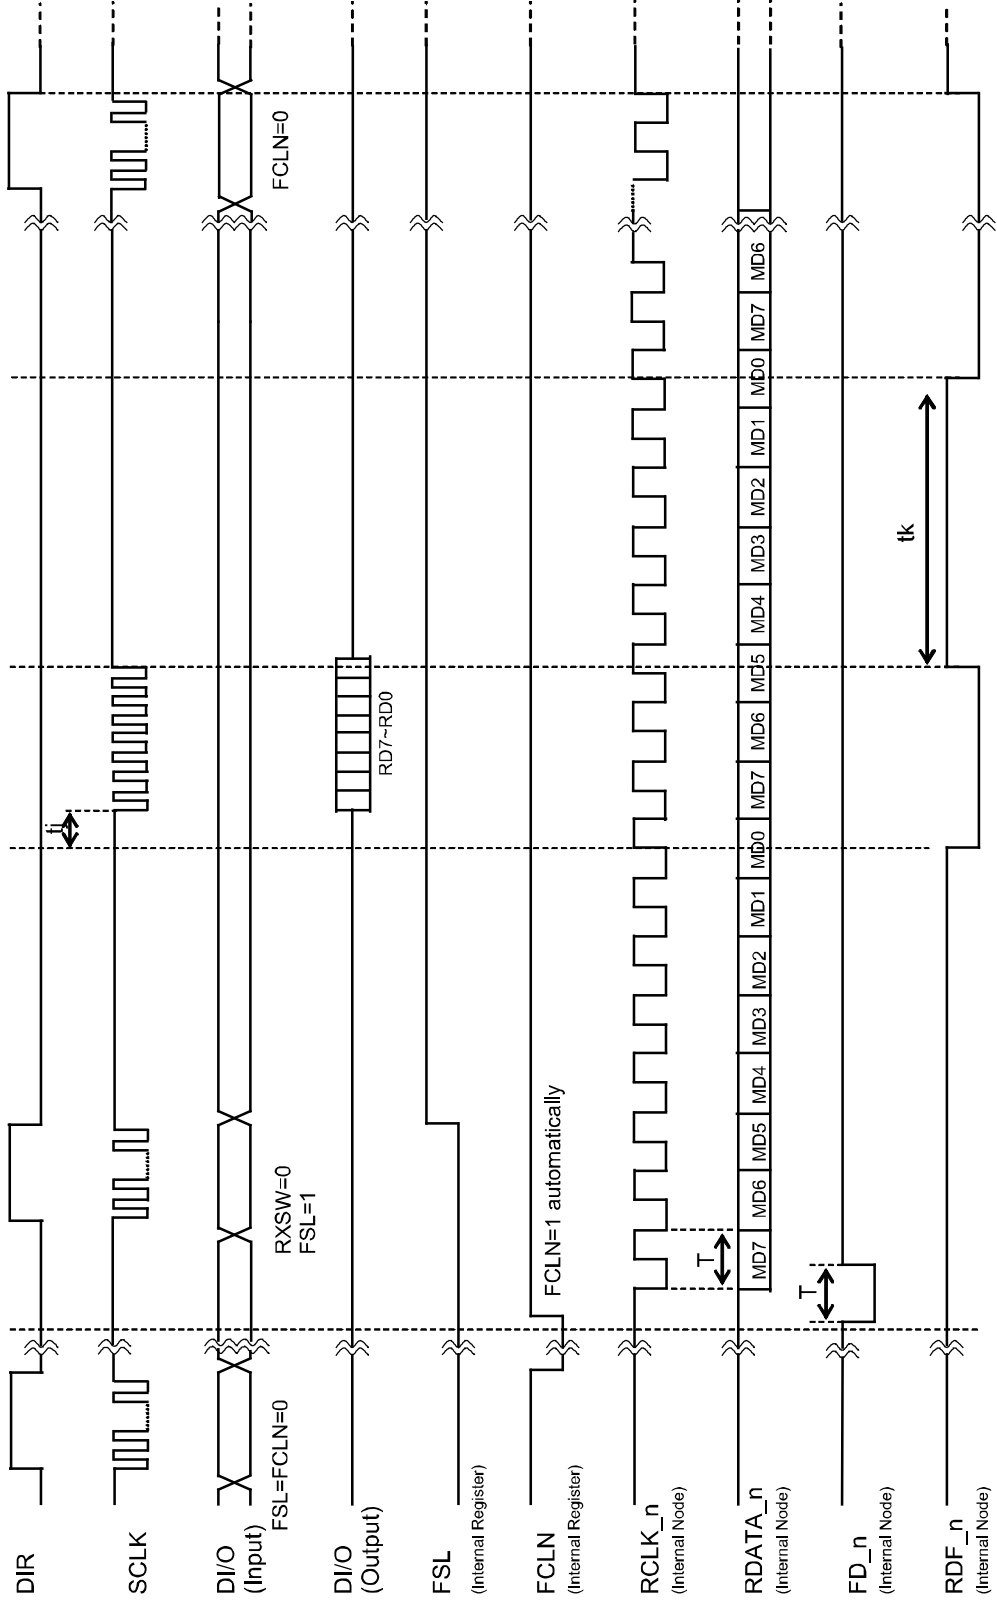 DIR
SCLK
ti
DI/O
(Input)
FSL=FCLN=0
RXSW=0
FSL=1
FCLN=0
DI/O
(Output)
RD7~RD0
FSL
(Internal Register)
FCLN
(Internal Register)
FCLN=1 automatically
RCLK_n
(Internal Node)
T
RDATA_n
(Internal Node)
MD7 MD6 MD5 MD4 MD3 MD2 MD1 MD0 MD7 MD6 MD5 MD4 MD3 MD2 MD1 MD0 MD7 MD6
FD_n
(Internal Node)
T
RDF_n
(Internal Node)
tk